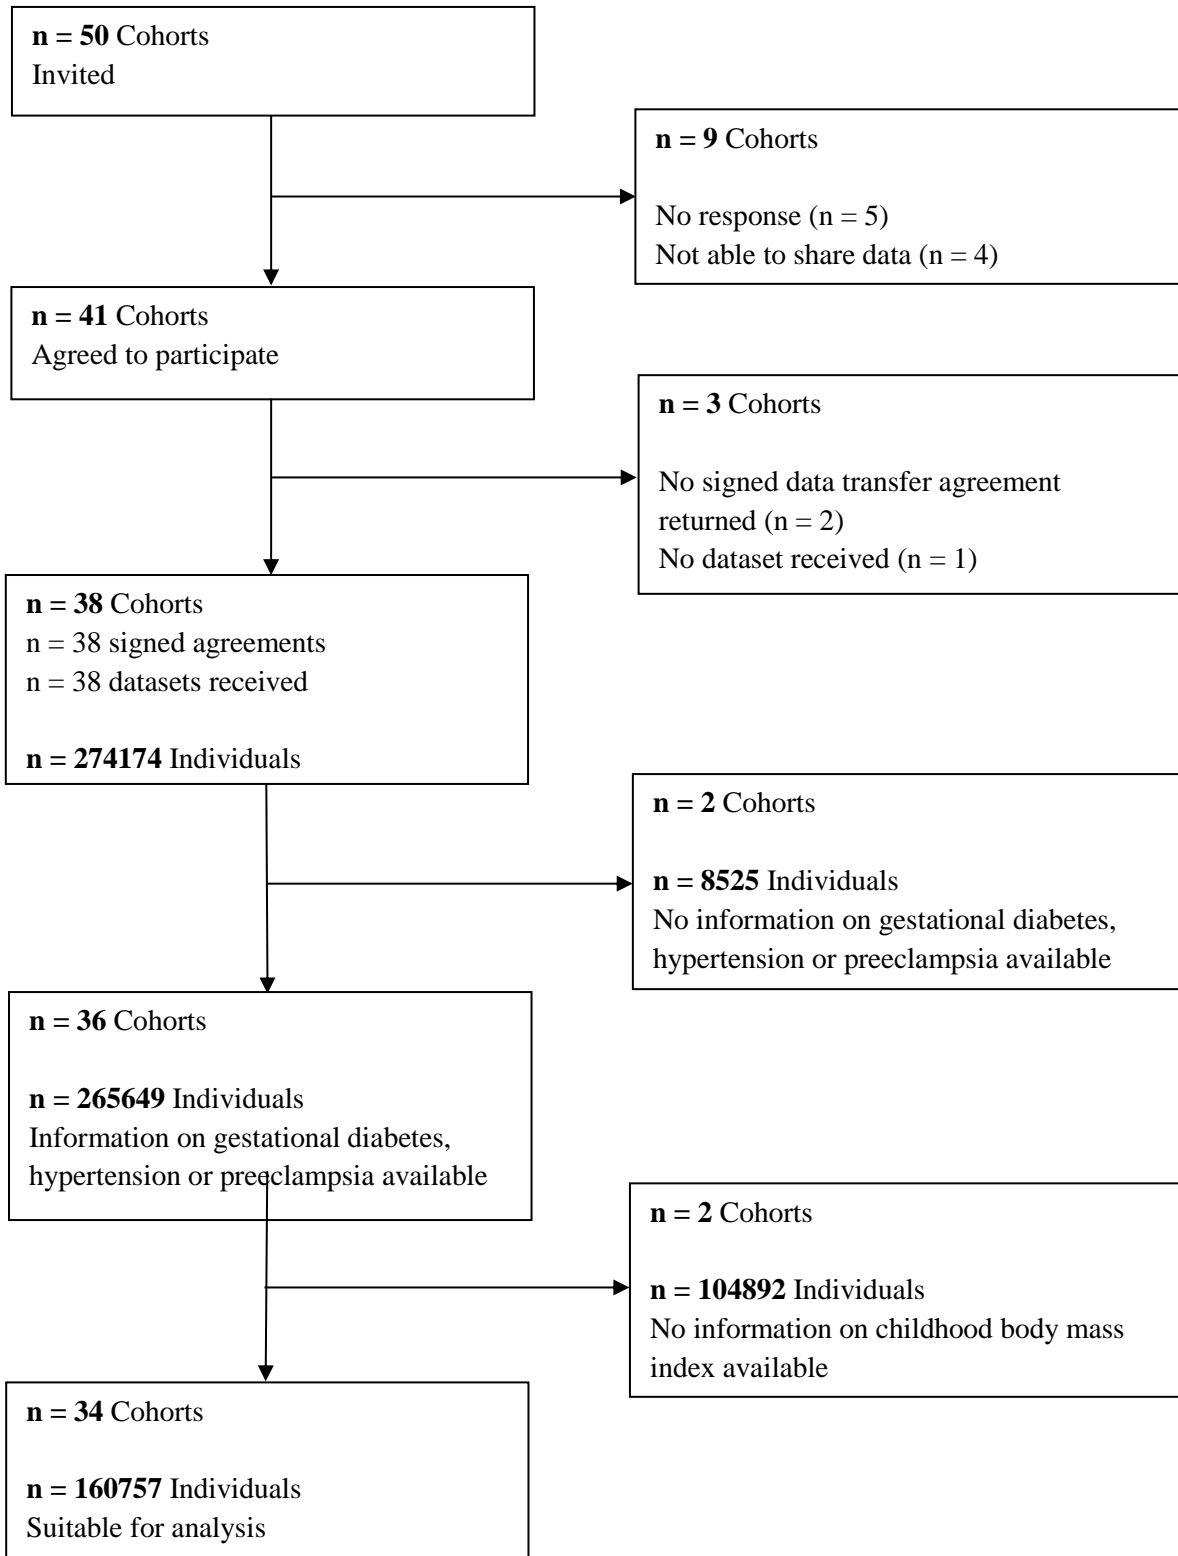 n = 50 Cohorts
Invited
n = 9 Cohorts
No response (n = 5)
Not able to share data (n = 4)
n = 41 Cohorts
Agreed to participate
n = 3 Cohorts
No signed data transfer agreement
returned (n = 2)
No dataset received (n = 1)
n = 38 Cohorts
n = 38 signed agreements
n = 38 datasets received
n = 274174 Individuals
n = 2 Cohorts
n = 8525 Individuals
No information on gestational diabetes,
hypertension or preeclampsia available
n = 36 Cohorts
n = 265649 Individuals
Information on gestational diabetes,
hypertension or preeclampsia available
n = 2 Cohorts
n = 104892 Individuals
No information on childhood body mass
index available
n = 34 Cohorts
n = 160757 Individuals
Suitable for analysis